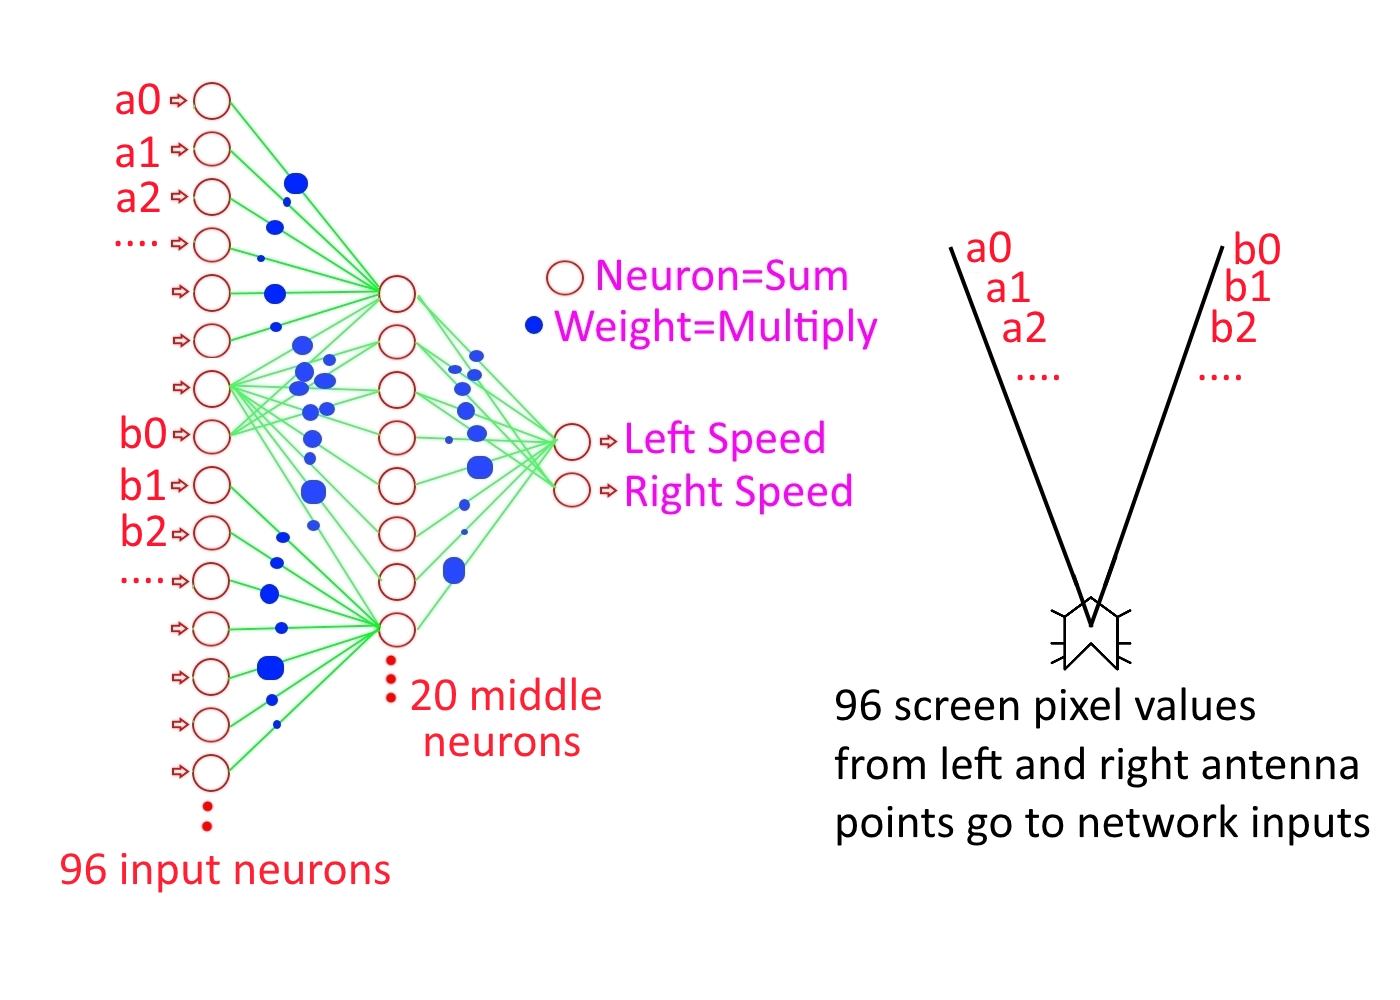 a0
a1
a2
....
b0
b1
b2
....
96 input neurons
20 middle
neurons
Neuron=Sum
Weight=Multiply
Left Speed
Right Speed
a0
a1
a2
....
b0
b1
b2
....
96 screen pixel values
from left and right antenna
points go to network inputs